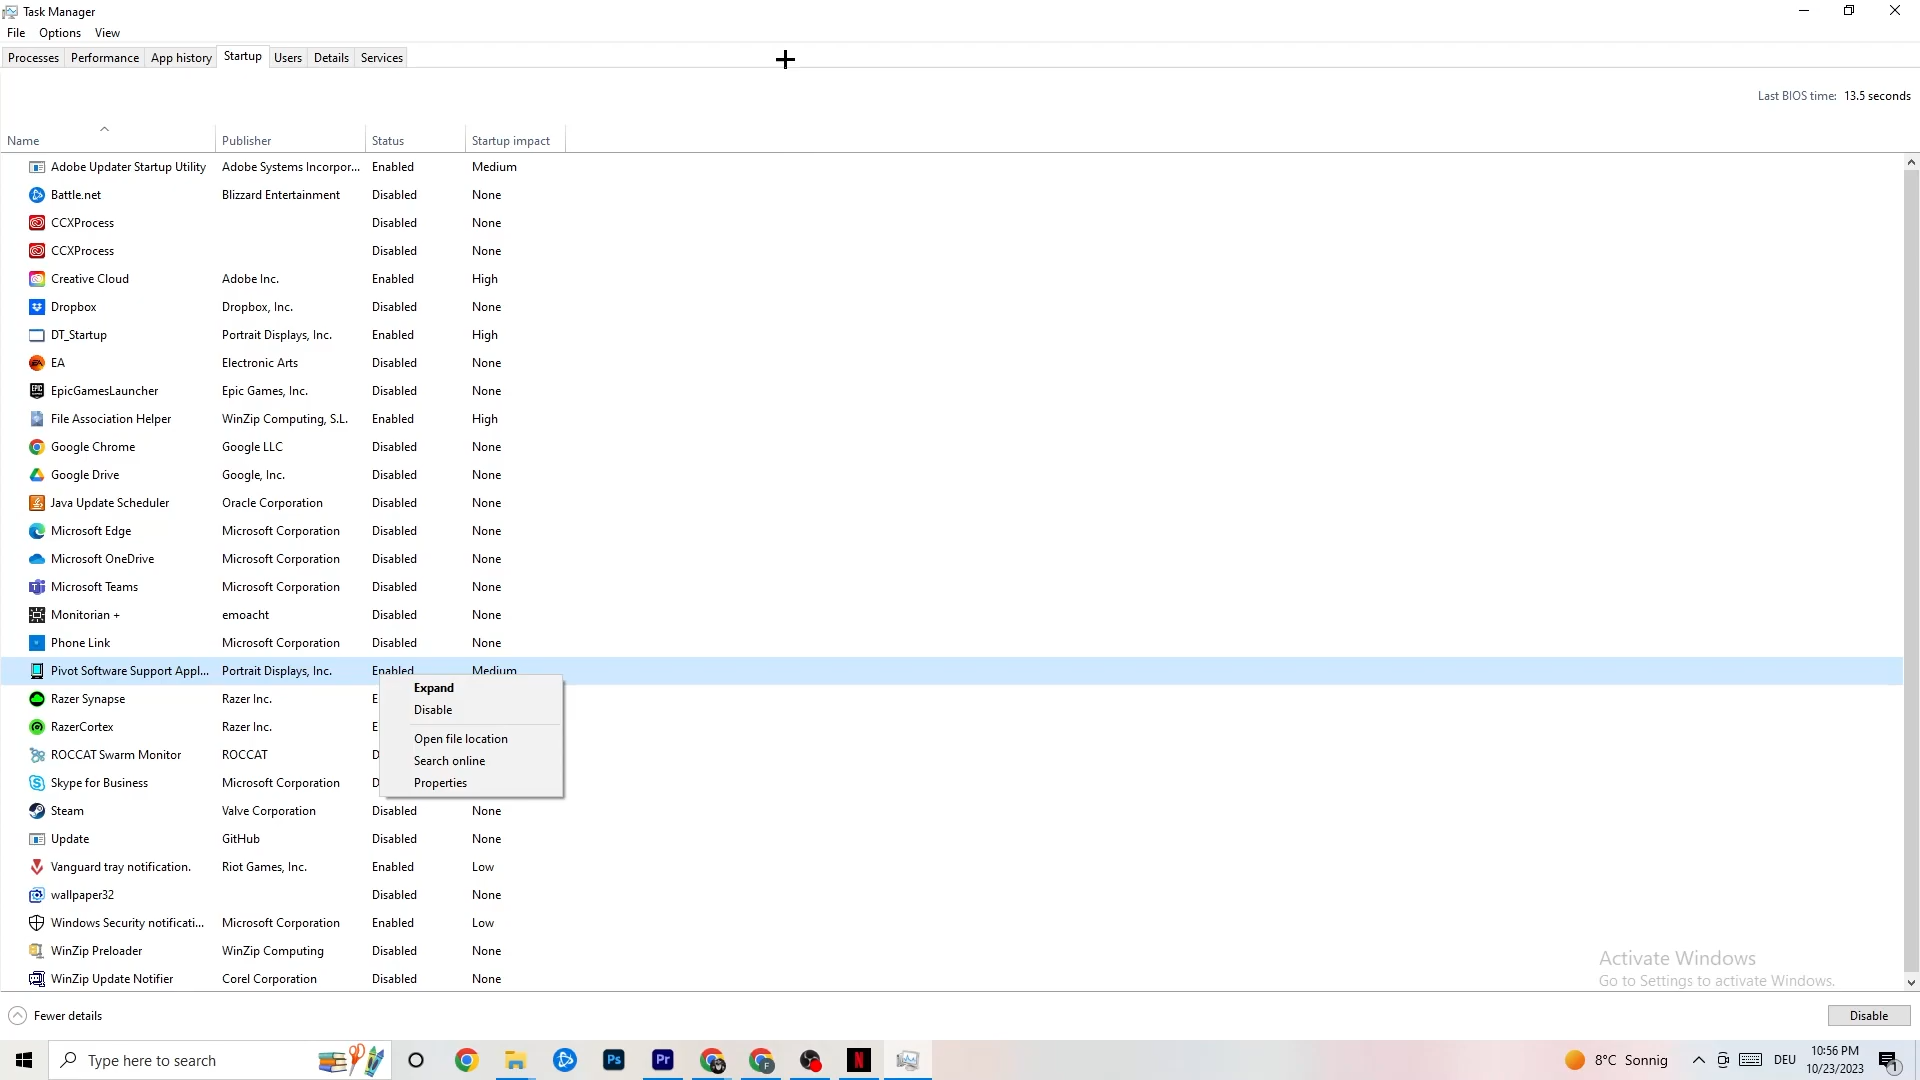 Task Manager
File Options View
Processes Performance App history Startup Users Details Services
Last BIOS time: 13.5 seconds
Name Publisher Status Startup impact
Adobe Updater Startup Utility Adobe Systems Incorpor... Enabled Medium
Battle.net Blizzard Entertainment Disabled None
CCXProcess Disabled None
CCXProcess Disabled None
Creative Cloud Adobe Inc. Enabled High
Dropbox Dropbox, Inc. Disabled None
DT_Startup Portrait Displays, Inc. Enabled High
EA Electronic Arts Disabled None
EpicGamesLauncher Epic Games, Inc. Disabled None
File Association Helper WinZip Computing, S.L. Enabled High
Google Chrome Google LLC Disabled None
Google Drive Google, Inc. Disabled None
Java Update Scheduler Oracle Corporation Disabled None
Microsoft Edge Microsoft Corporation Disabled None
Microsoft OneDrive Microsoft Corporation Disabled None
Microsoft Teams Microsoft Corporation Disabled None
Monitorian + emoacht Disabled None
Phone Link Microsoft Corporation Disabled None
Pivot Software Support Appl... Portrait Displays, Inc. Enabled Medium
Expand
Razer Synapse Razer Inc. E
Disable
RazerCortex Razer Inc. E
Open file location
ROCCAT Swarm Monitor ROCCAT D
Search online
Skype for Business Microsoft Corporation D
Properties
Steam Valve Corporation Disabled None
Update GitHub Disabled None
Vanguard tray notification. Riot Games, Inc. Enabled Low
wallpaper32 Disabled None
Windows Security notificati... Microsoft Corporation Enabled Low
WinZip Preloader WinZip Computing Disabled None
WinZip Update Notifier Corel Corporation Disabled None
Activate Windows
Go to Settings to activate Windows.
Fewer details
Disable
Type here to search
Ps
Pr
F
N
8°C Sonnig
DEU
10:56 PM
10/23/2023
1